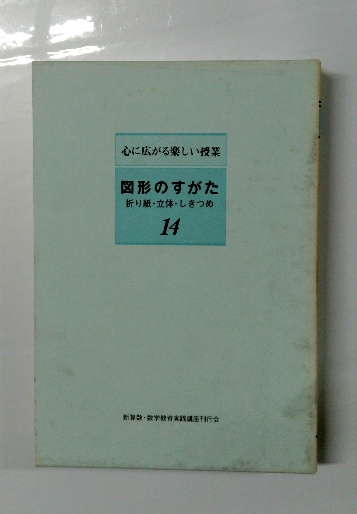 心に広がる楽しい授業
図形のすがた
折り紙・立体・しきつめ
14
新算数・数学教育実践講座刊行会